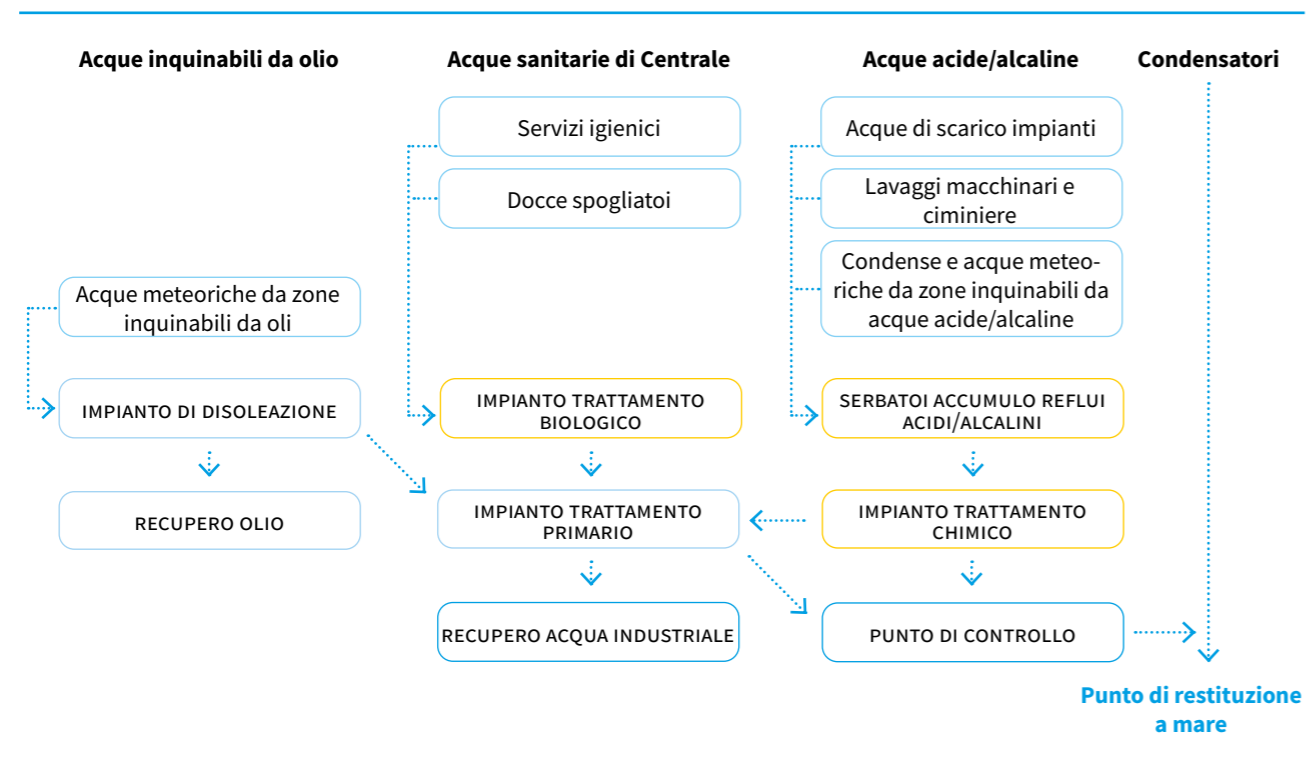 Acque inquinabili da olio
Acque sanitarie di Centrale
Acque acide/alcaline
Condensatori
Servizi igienici
Acque di scarico impianti
Docce spogliatoi
Lavaggi macchinari e
ciminiere
Acque meteoriche da zone
inquinabili da oli
Condense e acque meteo-
riche da zone inquinabili da
acque acide/alcaline
IMPIANTO DI DISOLEAZIONE
IMPIANTO TRATTAMENTO
BIOLOGICO
SERBATOI ACCUMULO REFLUI
ACIDI/ALCALINI
RECUPERO OLIO
IMPIANTO TRATTAMENTO
PRIMARIO
IMPIANTO TRATTAMENTO
CHIMICO
RECUPERO ACQUA INDUSTRIALE
PUNTO DI CONTROLLO
Punto di restituzione
a mare